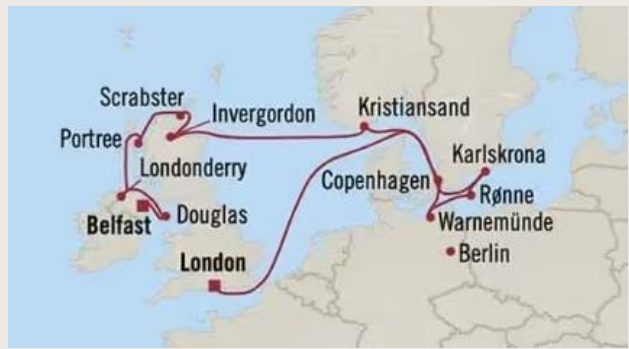 Scrabster
Invergordon
Kristiansand
Portree
Karlskrona
Londonderry
Copenhagen
Rønne
Belfast
Douglas
Warnemünde
London
Berlin